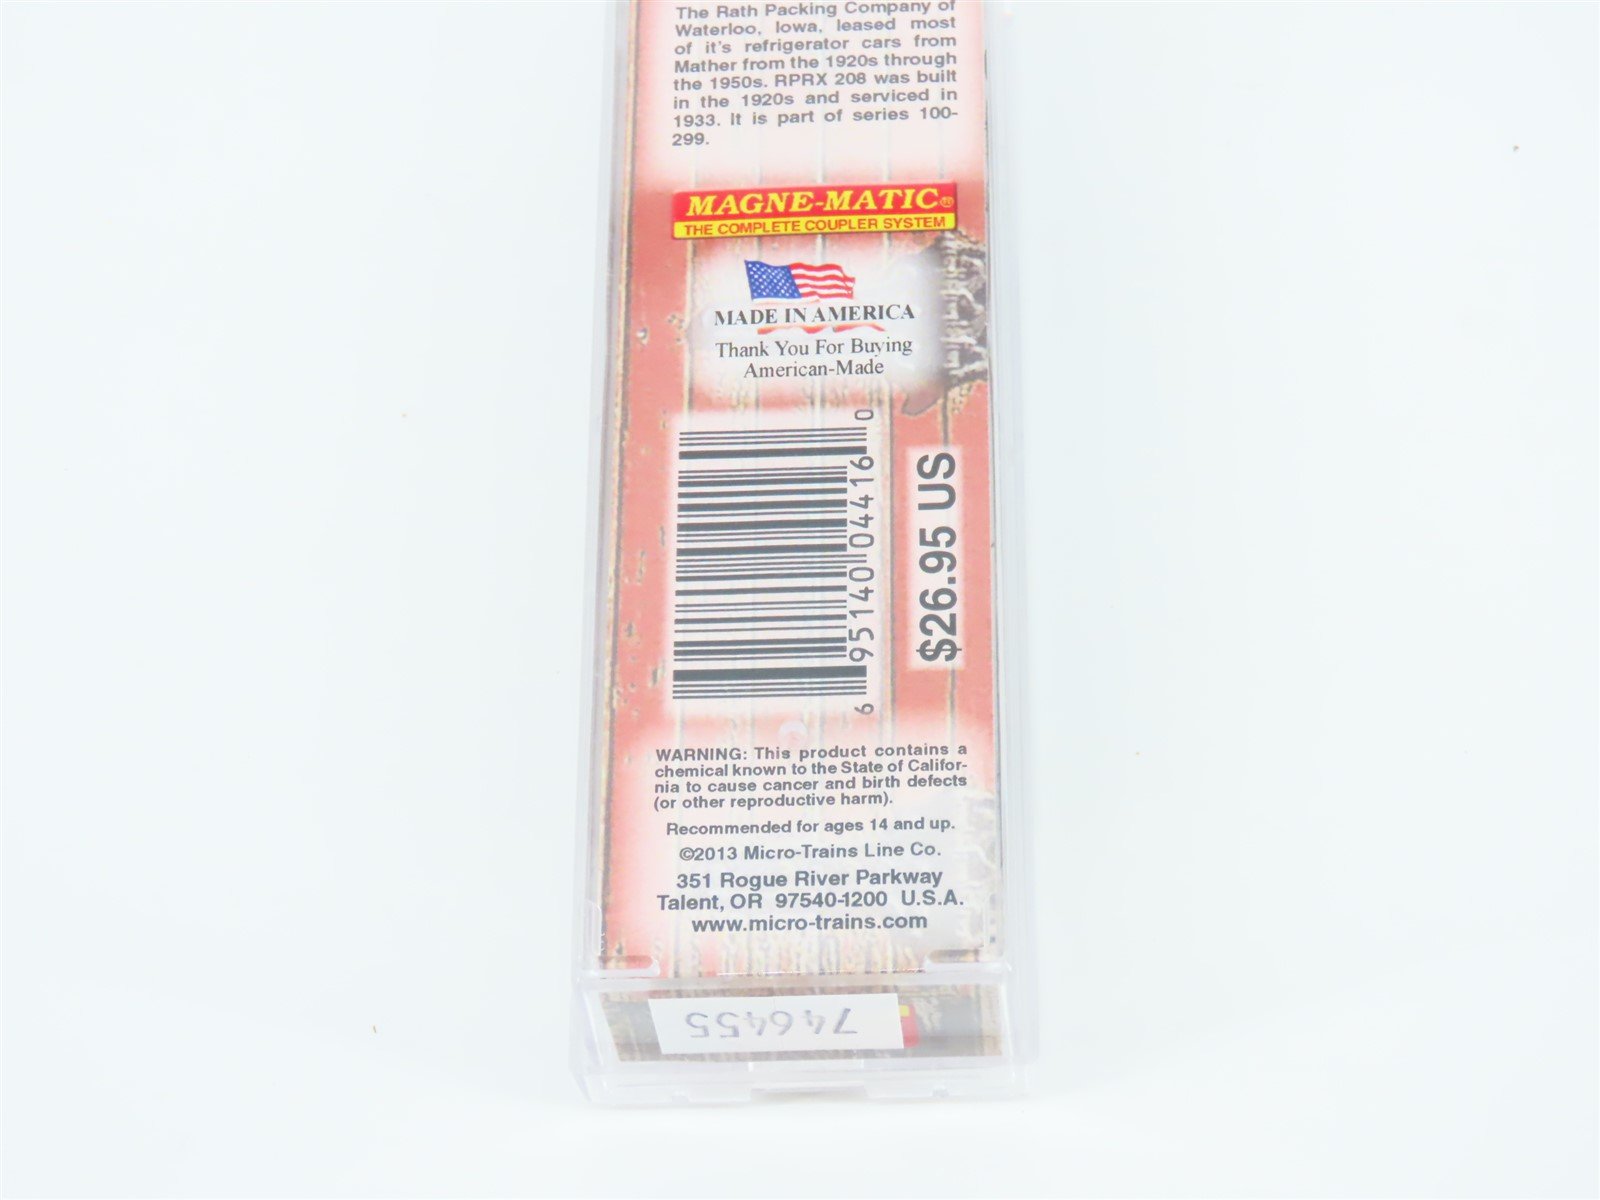 The Rath Packing Company of
Waterloo, Iowa, leased most
of it's refrigerator cars from
Mather from the 1920s through
the 1950s. RPRX 208 was built
in the 1920s and serviced in
1933. It is part of series 100-
299.
MAGNE-MATIC®
THE COMPLETE COUPLER SYSTEM
MADE IN AMERICA
Thank You For Buying
American-Made
6 95140 04416 0
$26.95 US
WARNING: This product contains a
chemical known to the State of Califor-
nia to cause cancer and birth defects
(or other reproductive harm).
Recommended for ages 14 and up.
©2013 Micro-Trains Line Co.
351 Rogue River Parkway
Talent, OR 97540-1200 U.S.A.
www.micro-trains.com
746455